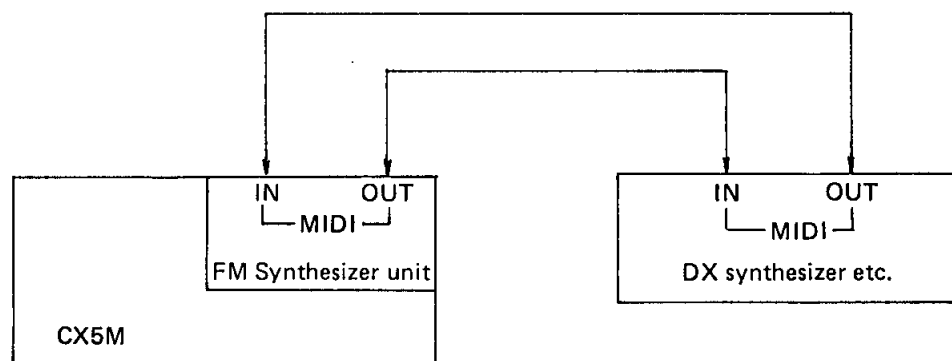 IN OUT
MIDI
FM Synthesizer unit
CX5M
IN OUT
MIDI
DX synthesizer etc.